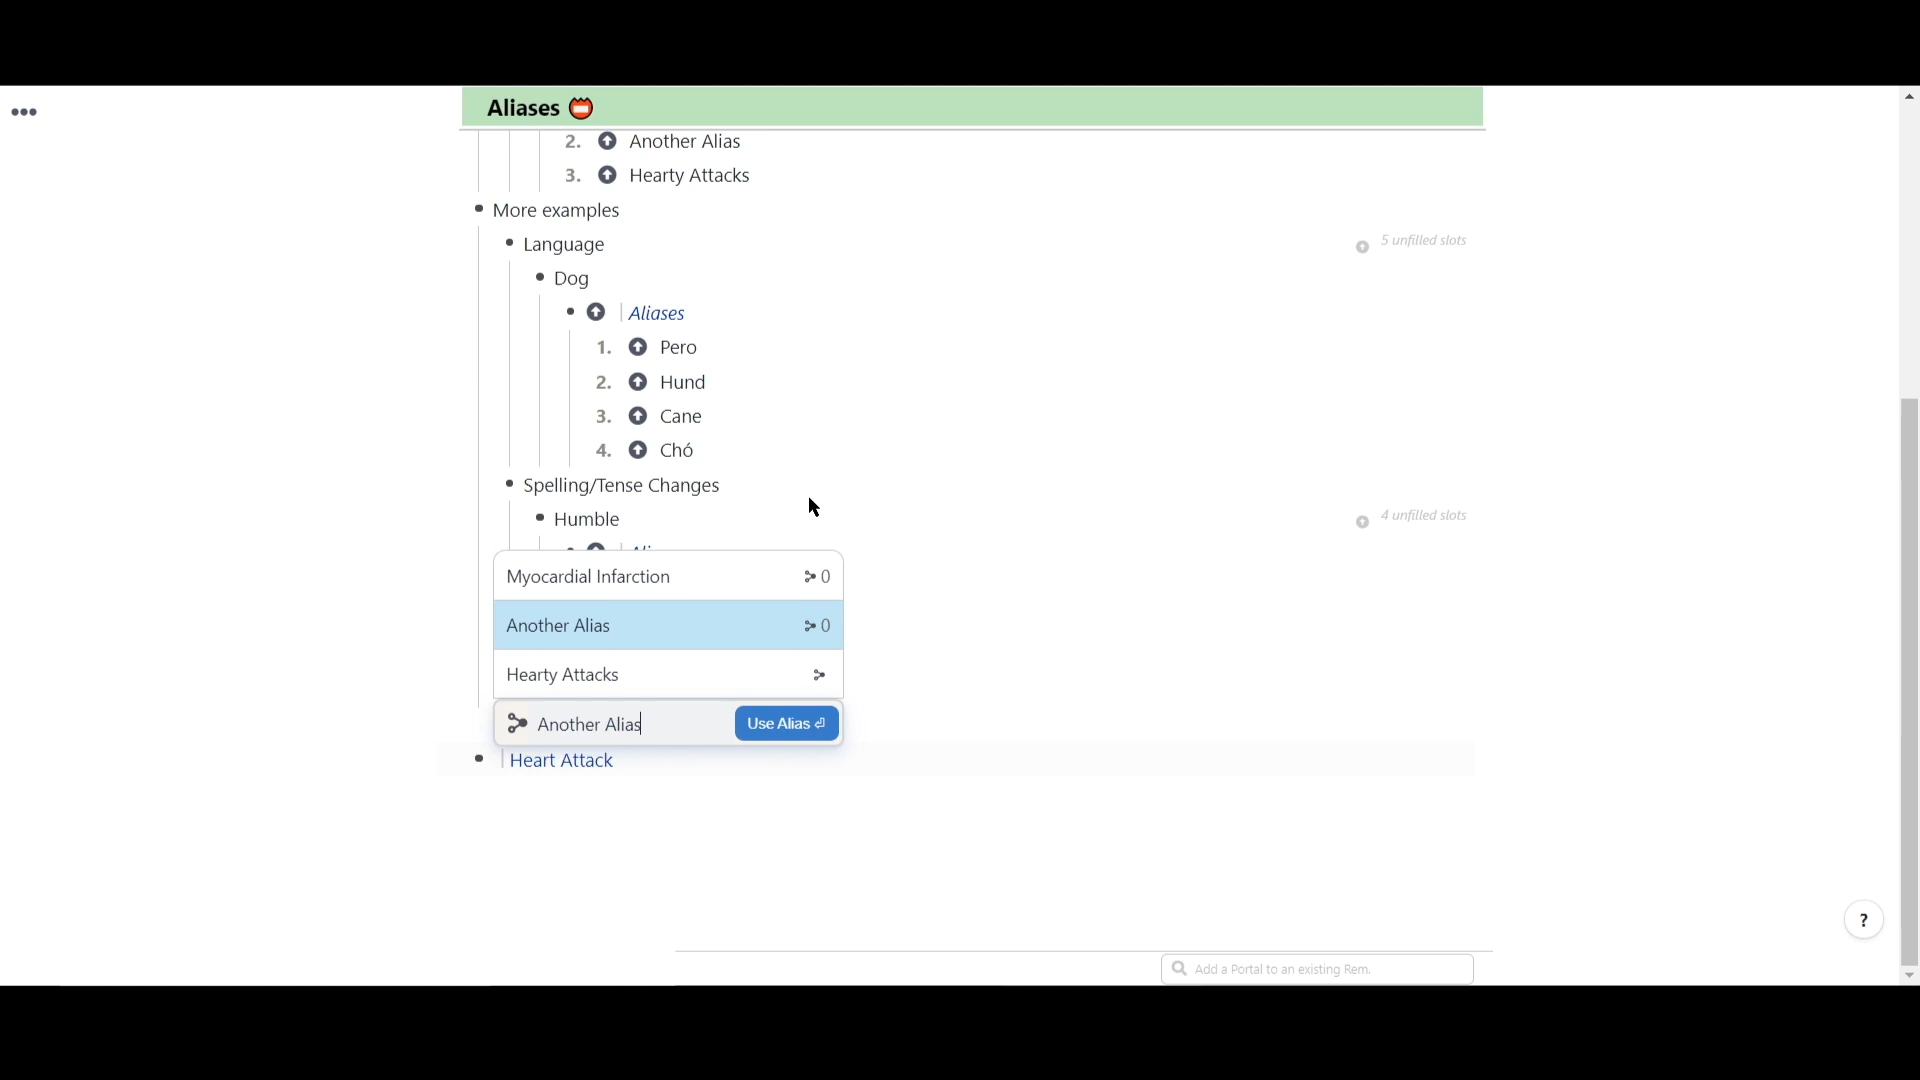 Aliases
2. Another Alias
3. Hearty Attacks
More examples
Language
5 unfilled slots
Dog
Aliases
1. Pero
2. Hund
3. Cane
4. Chó
Spelling/Tense Changes
Humble
4 unfilled slots
Myocardial Infarction 0
Another Alias 0
Hearty Attacks
Another Alias Use Alias
Heart Attack
?
Add a Portal to an existing Rem.